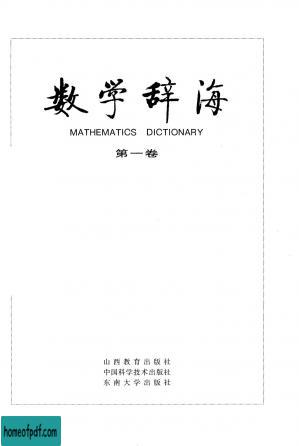 数学辞海
MATHEMATICS DICTIONARY
第一卷
山西教育出版社
中国科学技术出版社
东南大学出版社
homeofpdf.com